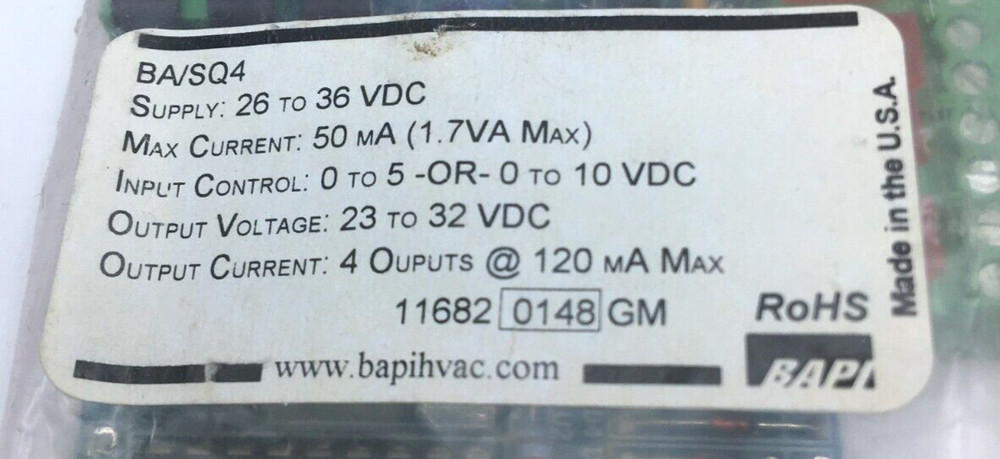 BA/SQ4
SUPPLY: 26 TO 36 VDC
MAX CURRENT: 50 MA (1.7VA MAX)
INPUT CONTROL: 0 TO 5 -OR- 0 TO 10 VDC
OUTPUT VOLTAGE: 23 TO 32 VDC
OUTPUT CURRENT: 4 OUPUTS @ 120 MA MAX
11682 0148 GM
www.bapihvac.com
RoHS
BAPI
Made in the U.S.A.